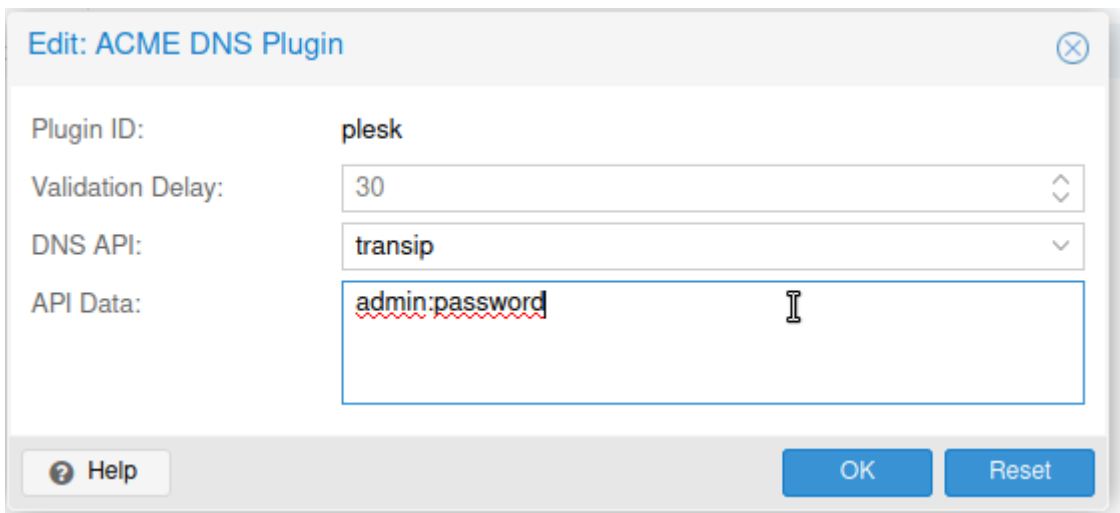 Edit: ACME DNS Plugin
Plugin ID: plesk
Validation Delay: 30
DNS API: transip
API Data: admin:password
Help OK Reset